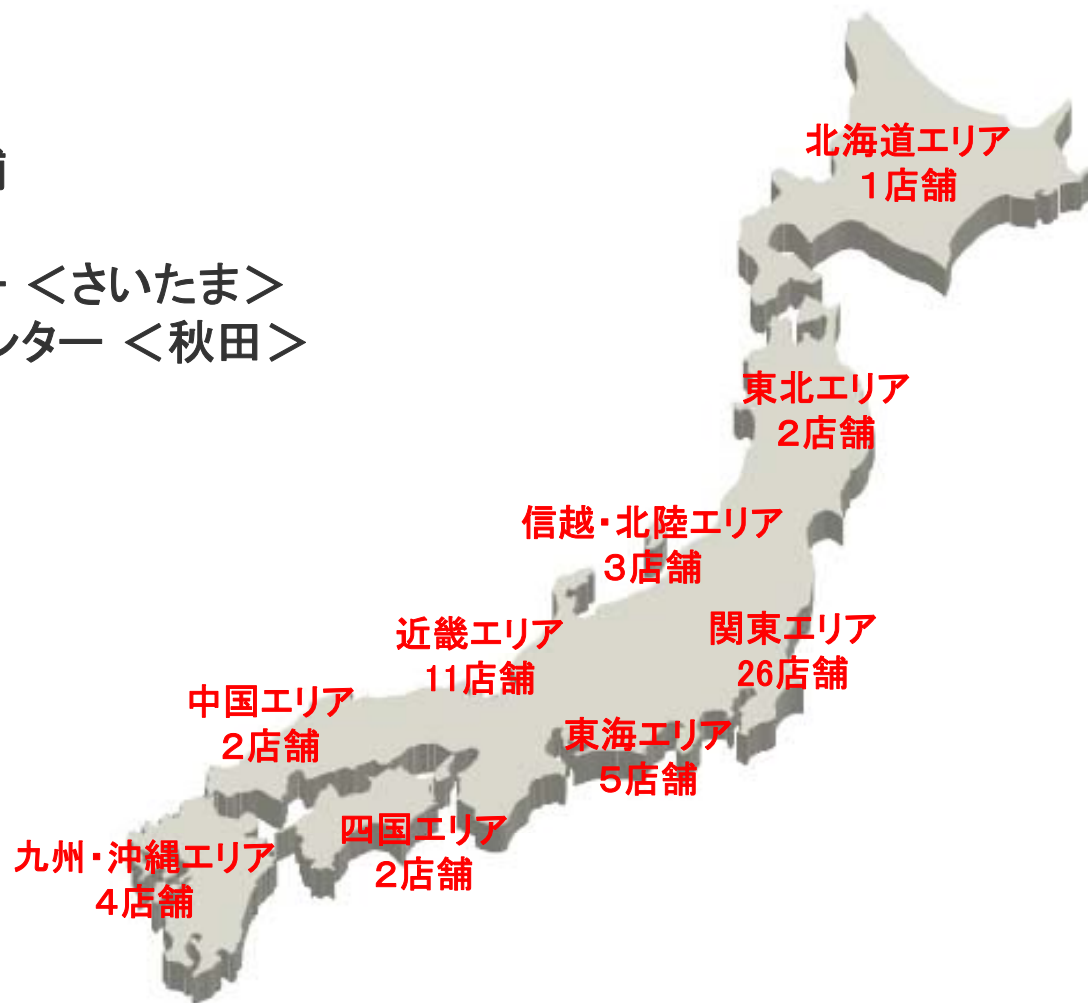 舗
ー ＜さいたま＞
ンター ＜秋田＞
北海道エリア
１店舗
東北エリア
２店舗
信越・北陸エリア
３店舗
近畿エリア
11店舗
関東エリア
26店舗
中国エリア
２店舗
東海エリア
５店舗
四国エリア
２店舗
九州・沖縄エリア
４店舗